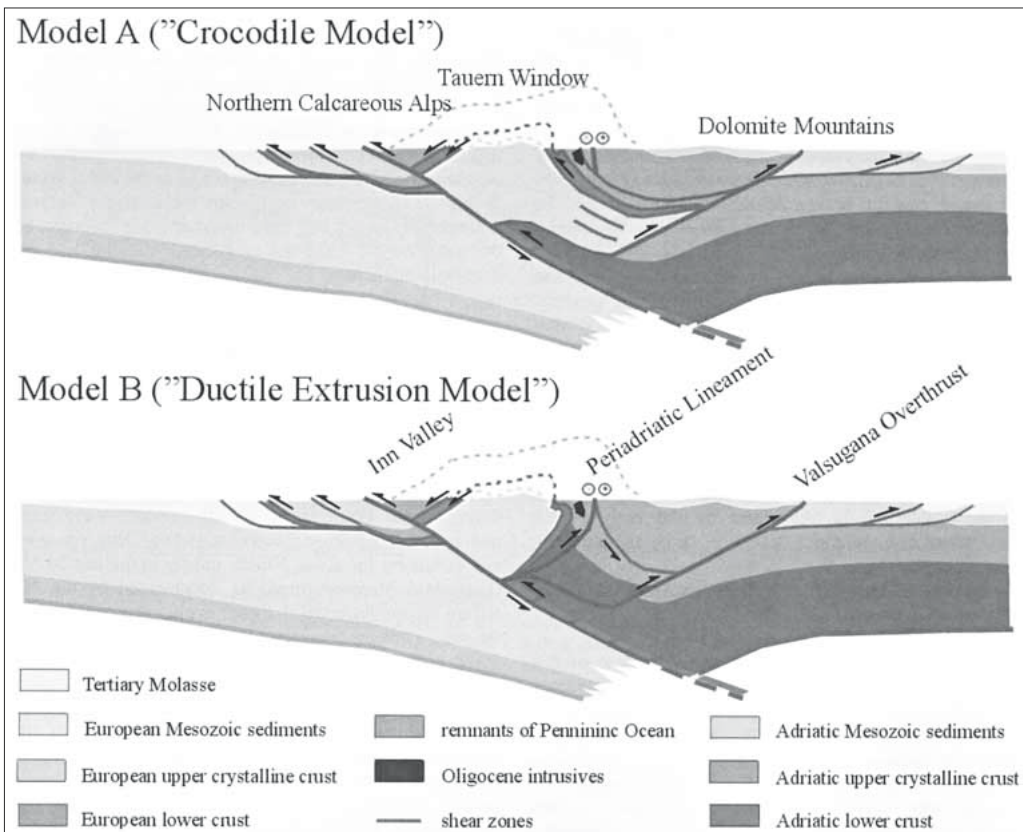 Model A ("Crocodile Model")
Tauern Window
Northern Calcareous Alps
Dolomite Mountains
Model B ("Ductile Extrusion Model")
Inn Valley
Periadriatic Lineament
Valsugana Overthrust
Tertiary Molasse
European Mesozoic sediments
remnants of Pennininc Ocean
Adriatic Mesozoic sediments
European upper crystalline crust
Oligocene intrusives
Adriatic upper crystalline crust
European lower crust
shear zones
Adriatic lower crust